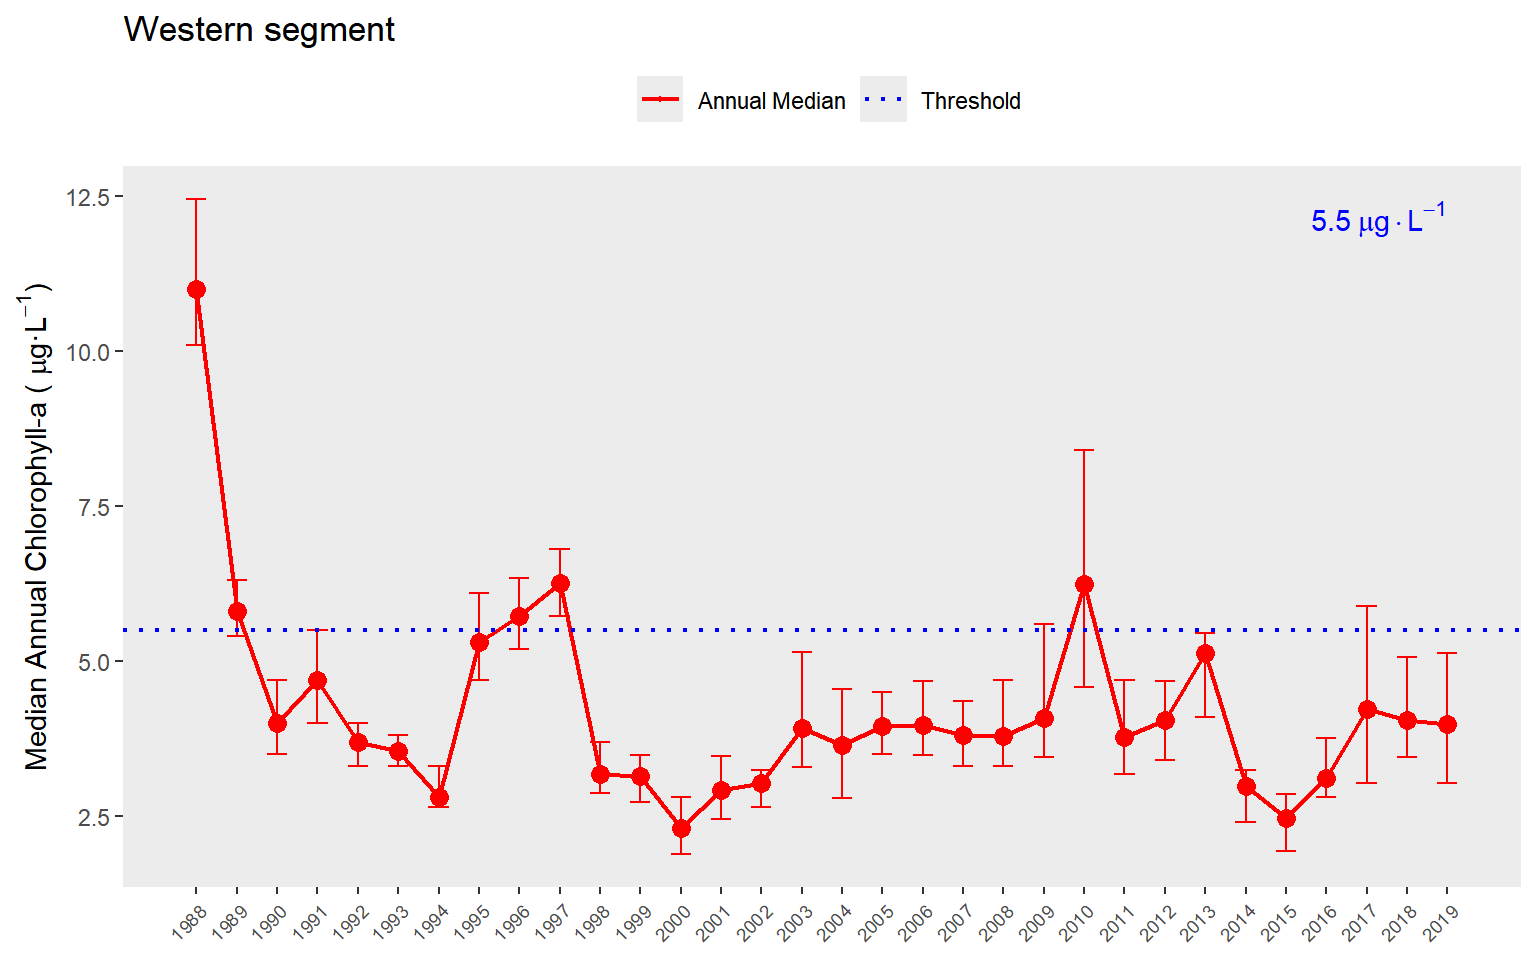 Western segment
Annual Median Threshold
12.5
10.0
7.5
5.0
2.5
Median Annual Chlorophyll-a ( μg·L⁻¹)
5.5 μg·L⁻¹
1988 1989 1990 1991 1992 1993 1994 1995 1996 1997 1998 1999 2000 2001 2002 2003 2004 2005 2006 2007 2008 2009 2010 2011 2012 2013 2014 2015 2016 2017 2018 2019